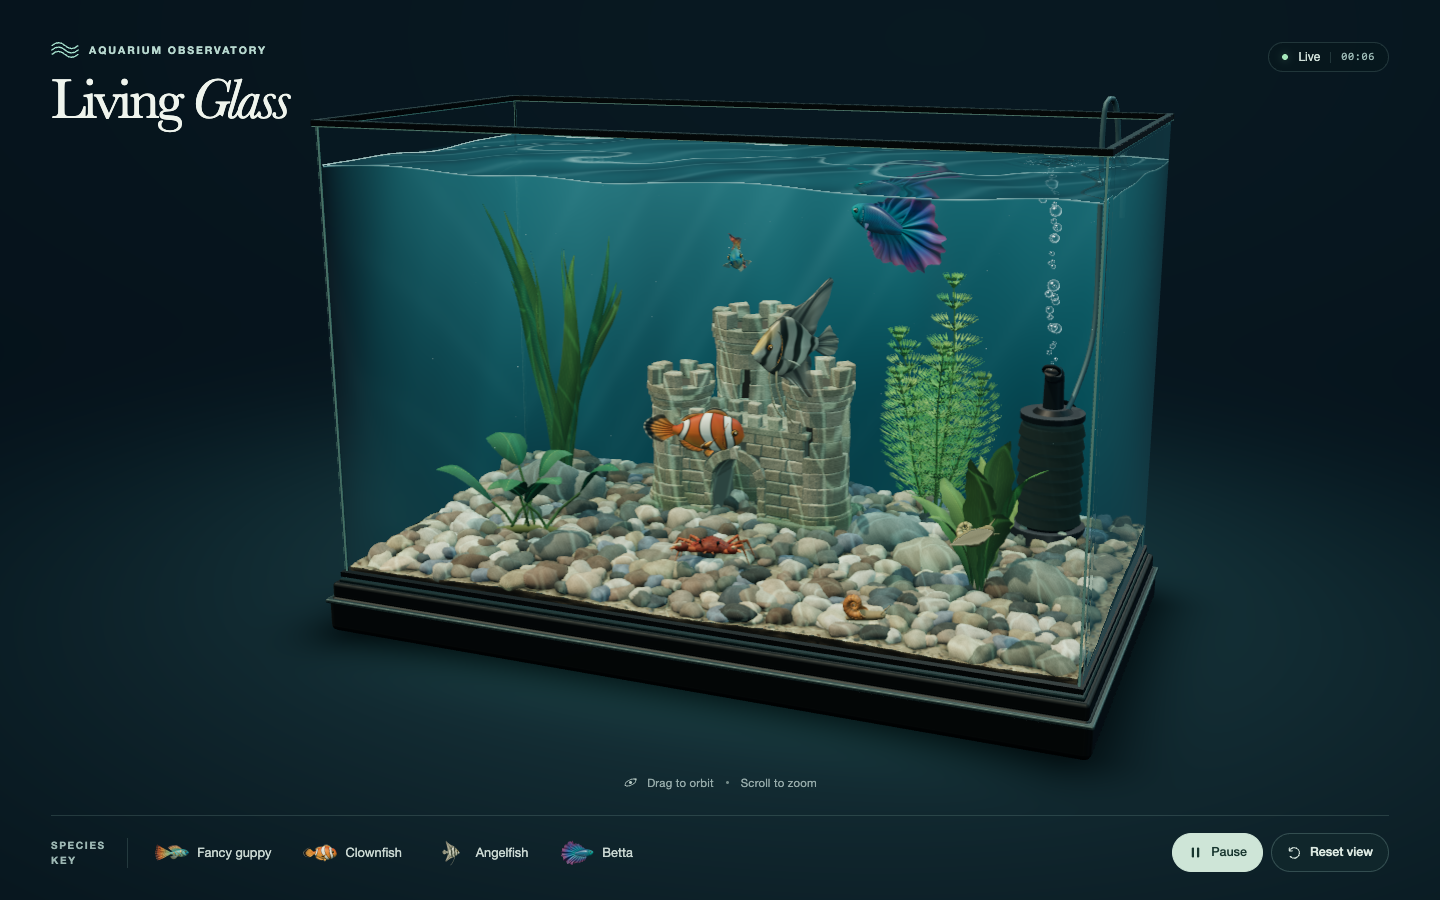 AQUARIUM OBSERVATORY
Living Glass
Live 00:06
Drag to orbit • Scroll to zoom
SPECIES
KEY
Fancy guppy
Clownfish
Angelfish
Betta
Pause
Reset view